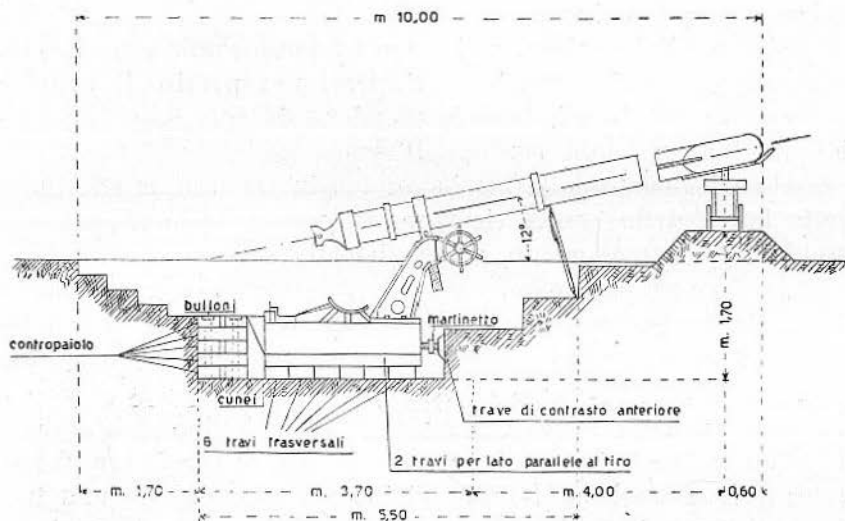 m 10,00
12°
bulloni
martinetto
m. 1,70
contropaiolo
cunei
trave di contrasto anteriore
6 travi trasversali
2 travi per lato parallele al tiro
m. 1,70
3,70
m. 4,00
0,60
m. 5,50